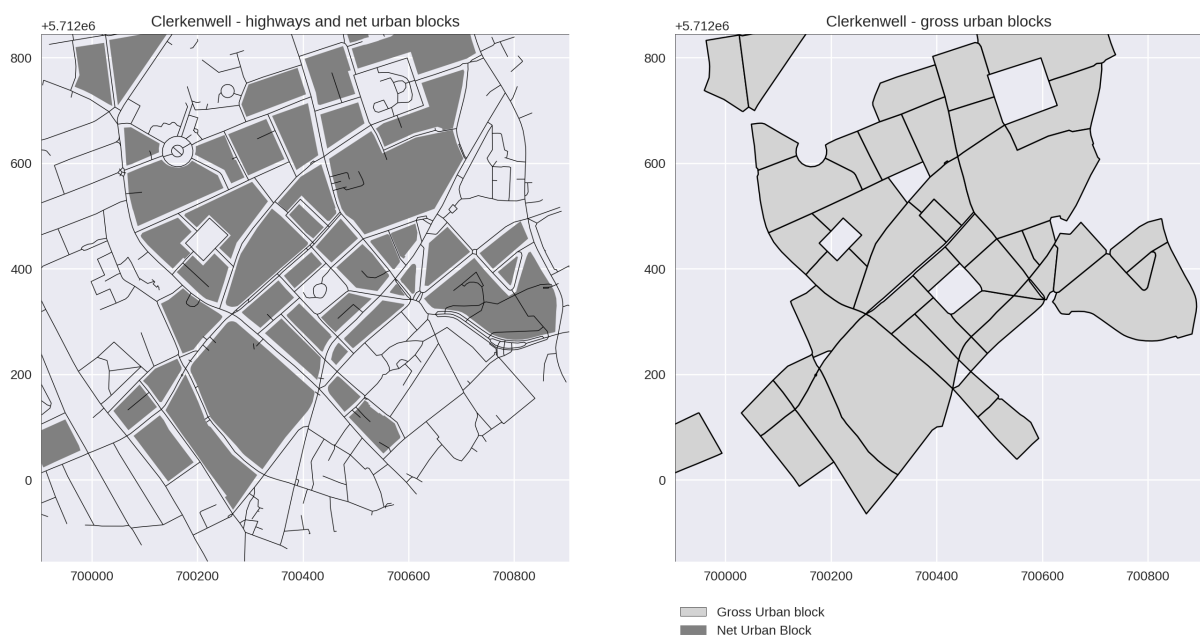 Clerkenwell - highways and net urban blocks
+5.712e6
800
600
400
200
0
700000 700200 700400 700600 700800
Clerkenwell - gross urban blocks
+5.712e6
800
600
400
200
0
700000 700200 700400 700600 700800
Gross Urban block
Net Urban Block